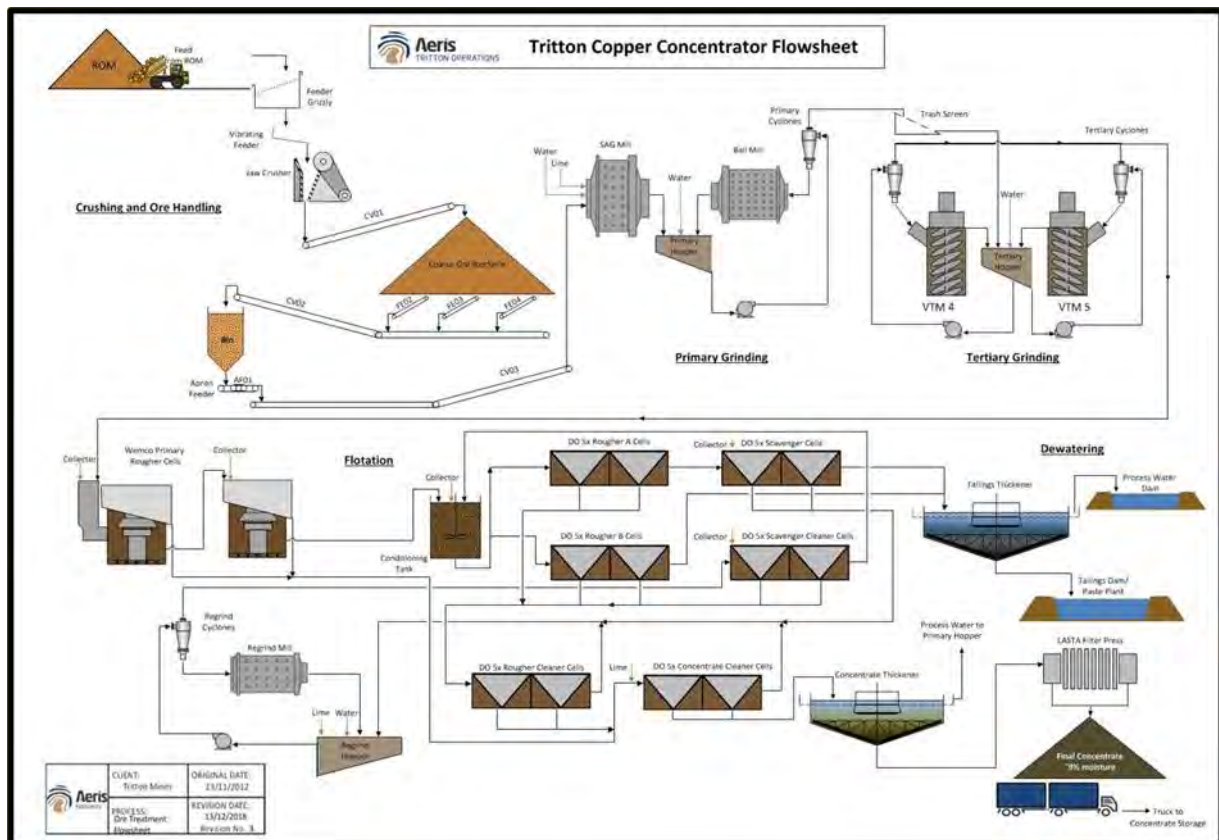 Aeris
TRITTON OPERATIONS
Tritton Copper Concentrator Flowsheet
ROM
Feed
from ROM
Feeder
Grizzly
Vibrating
Feeder
Jaw Crusher
Crushing and Ore Handling
CV01
Coarse Ore Stockpile
FE02
FE03
FE04
CV02
Bin
Apron
Feeder
AF01
CV03
SAG Mill
Water
Lime
Water
Ball Mill
Primary
Hopper
Primary
Cyclones
Primary Grinding
Trash Screen
Tertiary Cyclones
Water
Tertiary
Hopper
VTM 4
VTM 5
Tertiary Grinding
Collector
Wemco Primary
Rougher Cells
Collector
Flotation
Collector
Conditioning
Tank
DO 5x Rougher A Cells
Collector
DO 5x Scavenger Cells
DO 5x Rougher B Cells
Collector
DO 5x Scavenger Cleaner Cells
Dewatering
Tailings Thickener
Process Water
Dam
Tailings Dam/
Paste Plant
Regrind
Cyclones
Regrind Mill
Lime
Water
Regrind
Hopper
DO 5x Rougher Cleaner Cells
Lime
DO 5x Concentrate Cleaner Cells
Process Water to
Primary Hopper
Concentrate Thickener
LASTA Filter Press
Final Concentrate
~9% moisture
Truck to
Concentrate Storage
Aeris
RESOURCES
CLIENT:
Tritton Mines
ORIGINAL DATE:
13/11/2012
PROCESS:
Ore Treatment
Flowsheet
REVISION DATE:
13/12/2018
Revision No. 3